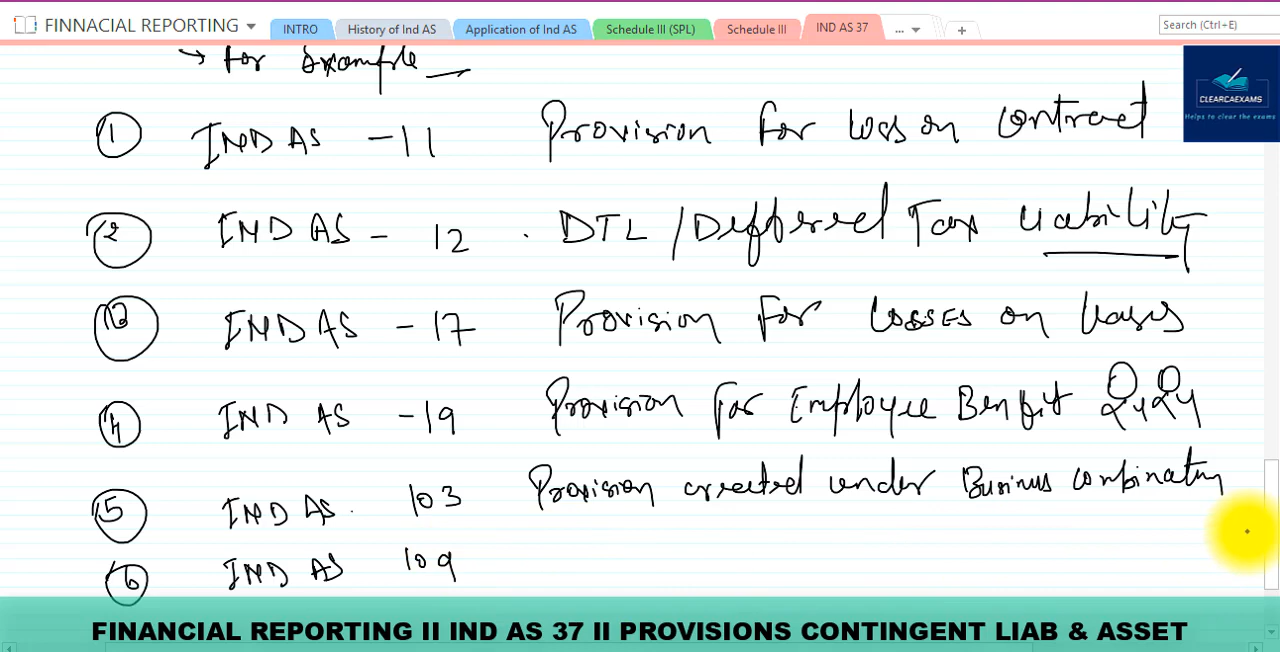 FINNACIAL REPORTING
INTRO
History of Ind AS
Application of Ind AS
Schedule III (SPL)
Schedule III
IND AS 37
...
+
Search (Ctrl+E)
CLEARCAEXAMS
Helps to clear the exams
→ for Example
① IND AS - 11 Provision for loss on contract
② IND AS - 12 . DTL / Defferred Tax liability
③ IND AS - 17 Provision for LOSSES on leases
④ IND AS - 19 Provision for Employee Benfit
⑤ IND AS . 103 Provision created under Business combination
⑥ IND AS 109
FINANCIAL REPORTING II IND AS 37 II PROVISIONS CONTINGENT LIAB & ASSET